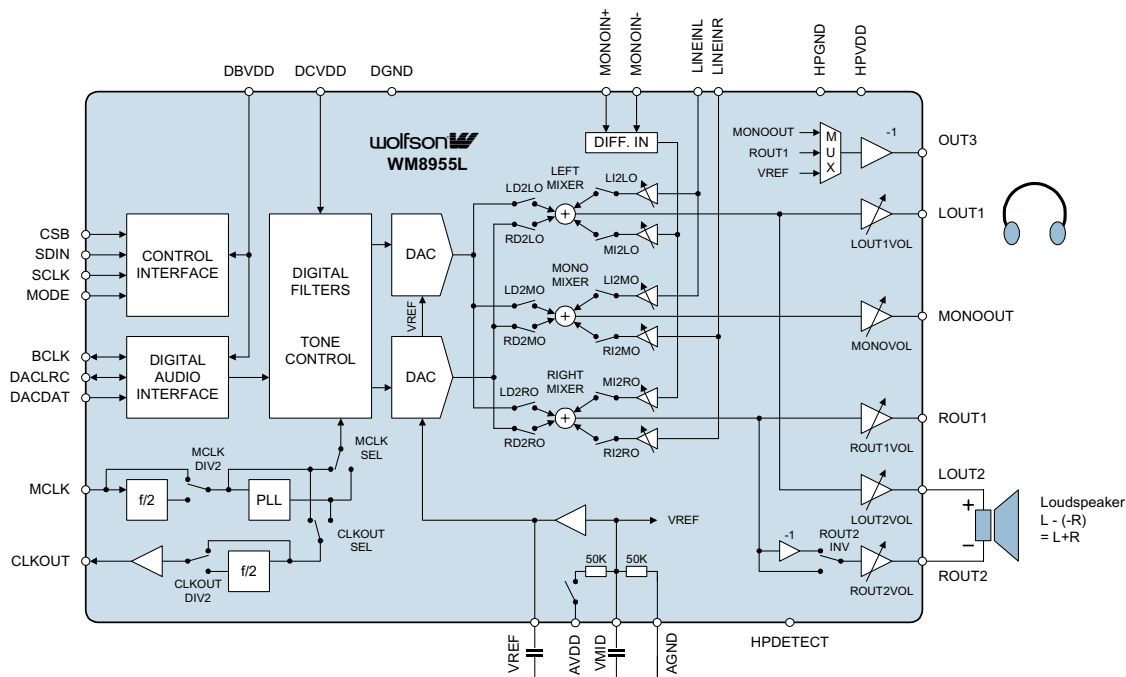 MONOIN+
MONOIN-
LINEINL
LINEINR
HPGND
HPVDD
DBVDD
DCVDD
DGND
wolfson
WM8955L
DIFF. IN
MONOOUT
ROUT1
VREF
MUX
-1
OUT3
LEFT
MIXER
LD2LO
RD2LO
LI2LO
MI2LO
LOUT1VOL
LOUT1
CSB
SDIN
SCLK
MODE
CONTROL
INTERFACE
DIGITAL
FILTERS
TONE
CONTROL
DAC
VREF
DAC
MONO
MIXER
LD2MO
RD2MO
LI2MO
RI2MO
MONOVOL
MONOOUT
BCLK
DACLRC
DACDAT
DIGITAL
AUDIO
INTERFACE
RIGHT
MIXER
LD2RO
RD2RO
MI2RO
RI2RO
ROUT1VOL
ROUT1
MCLK
MCLK
DIV2
f/2
PLL
MCLK
SEL
CLKOUT
SEL
CLKOUT
CLKOUT
DIV2
f/2
VREF
50K
50K
LOUT2VOL
LOUT2
-1
ROUT2
INV
ROUT2VOL
ROUT2
+
−
Loudspeaker
L - (-R)
= L+R
VREF
AVDD
VMID
AGND
HPDETECT